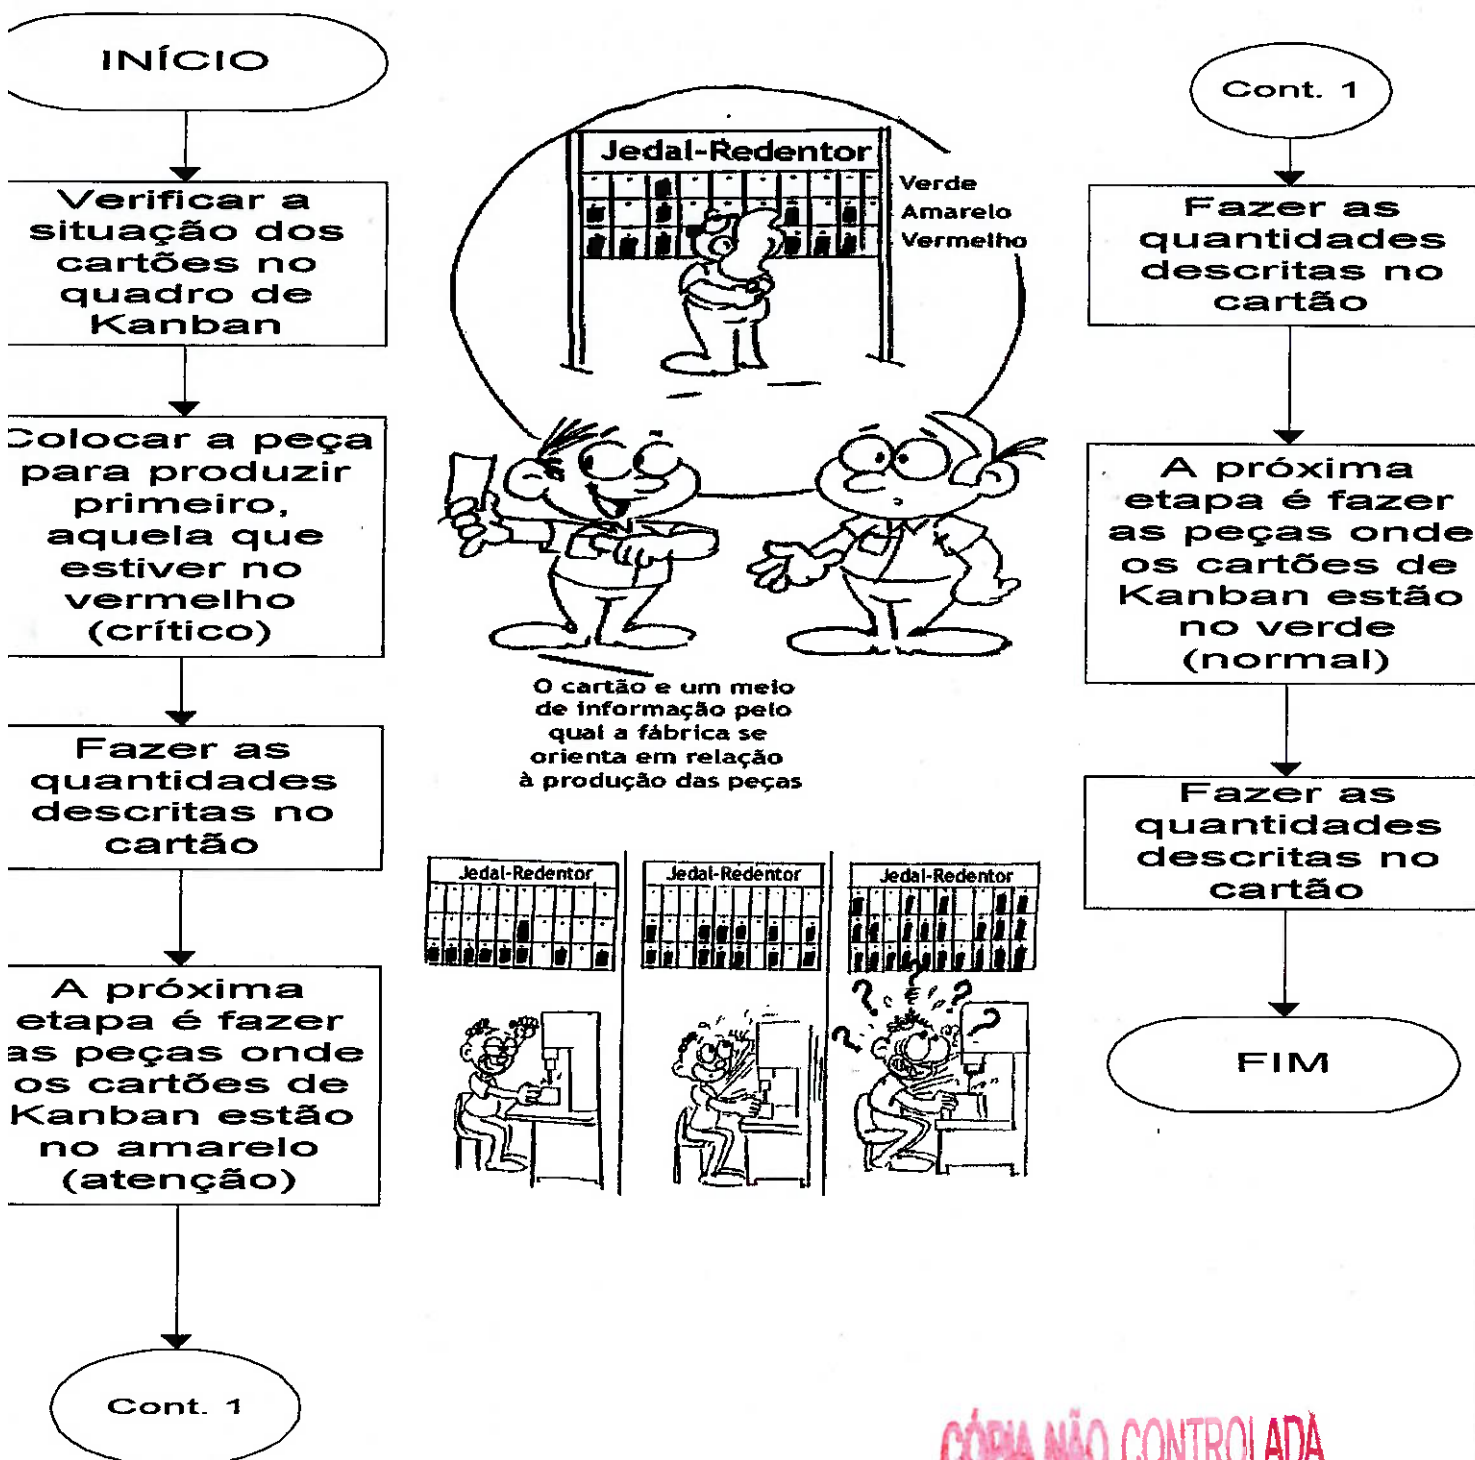 INÍCIO
Verificar a
situação dos
cartões no
quadro de
Kanban
Colocar a peça
para produzir
primeiro,
aquela que
estiver no
vermelho
(crítico)
Fazer as
quantidades
descritas no
cartão
A próxima
etapa é fazer
as peças onde
os cartões de
Kanban estão
no amarelo
(atenção)
Cont. 1
Jedal-Redentor
Verde
Amarelo
Vermelho
O cartão e um meio
de informação pelo
qual a fábrica se
orienta em relação
à produção das peças
Jedal-Redentor
Jedal-Redentor
Jedal-Redentor
? ? ? ?
?
Cont. 1
Fazer as
quantidades
descritas no
cartão
A próxima
etapa é fazer
as peças onde
os cartões de
Kanban estão
no verde
(normal)
Fazer as
quantidades
descritas no
cartão
FIM
CÓPIA NÃO CONTROLADA